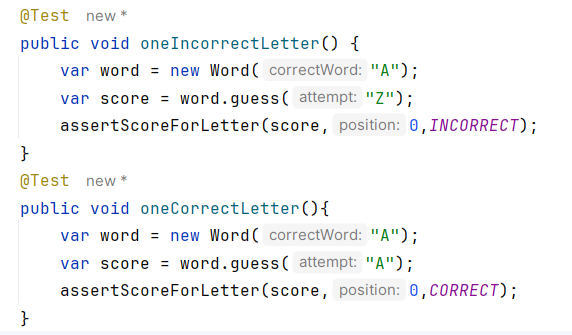 @Test new *
public void oneIncorrectLetter() {
    var word = new Word( correctWord: "A");
    var score = word.guess( attempt: "Z");
    assertScoreForLetter(score, position: 0,INCORRECT);
}
@Test new *
public void oneCorrectLetter(){
    var word = new Word( correctWord: "A");
    var score = word.guess( attempt: "A");
    assertScoreForLetter(score, position: 0,CORRECT);
}